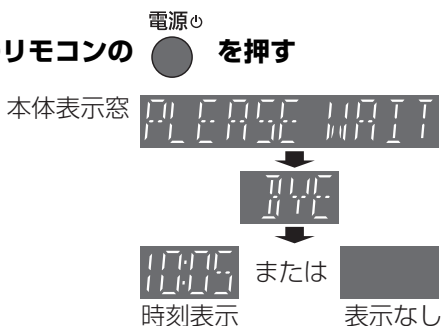 電源⏻
リモコンの を押す
本体表示窓 PLEASE WAIT
BYE
10:05 または
時刻表示 表示なし